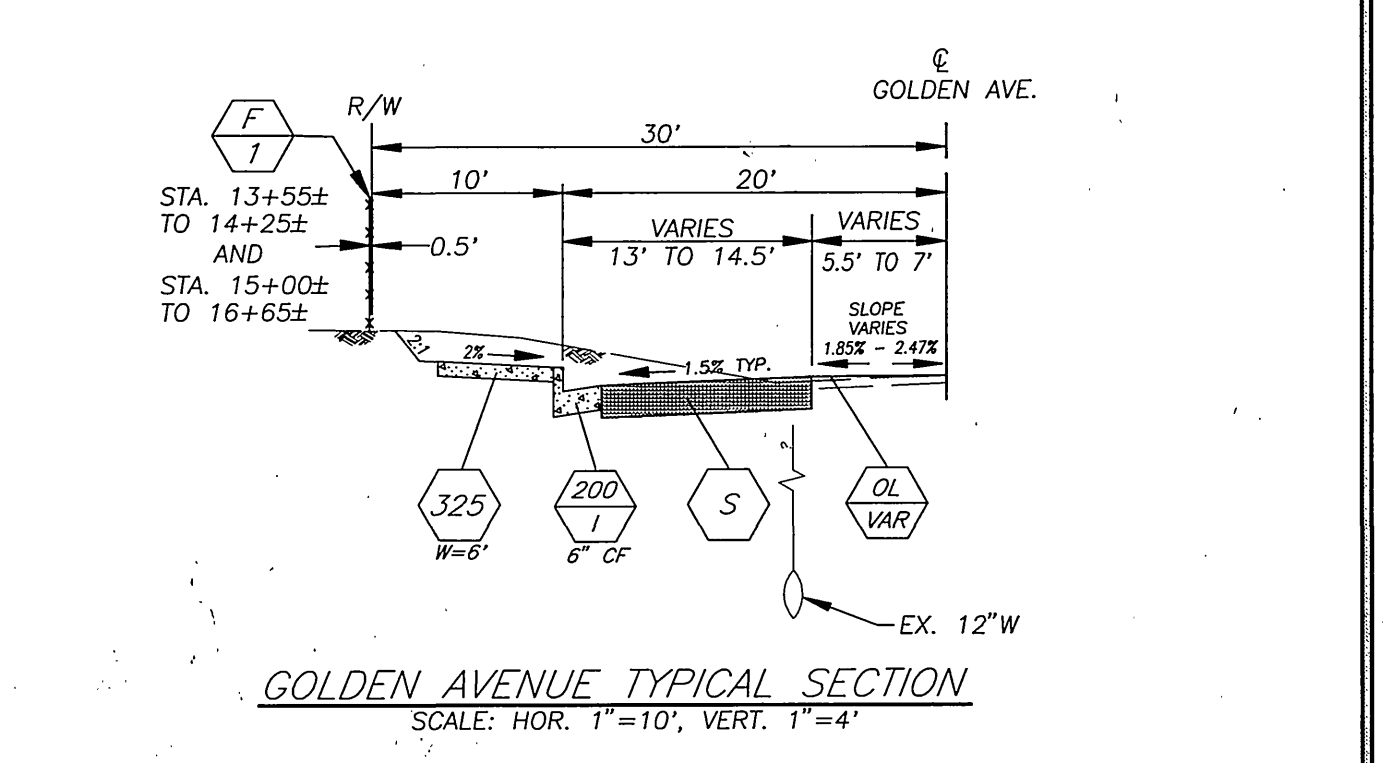 ℄
GOLDEN AVE.
R/W
F
1
30'
10'
20'
STA. 13+55±
TO 14+25±
AND
STA. 15+00±
TO 16+65±
0.5'
VARIES
13' TO 14.5'
VARIES
5.5' TO 7'
SLOPE
VARIES
1.85% - 2.47%
2:1
2%
1.5% TYP.
?
325
W=6'
200
I
6" CF
S
OL
VAR
EX. 12"W
GOLDEN AVENUE TYPICAL SECTION
SCALE: HOR. 1"=10', VERT. 1"=4'